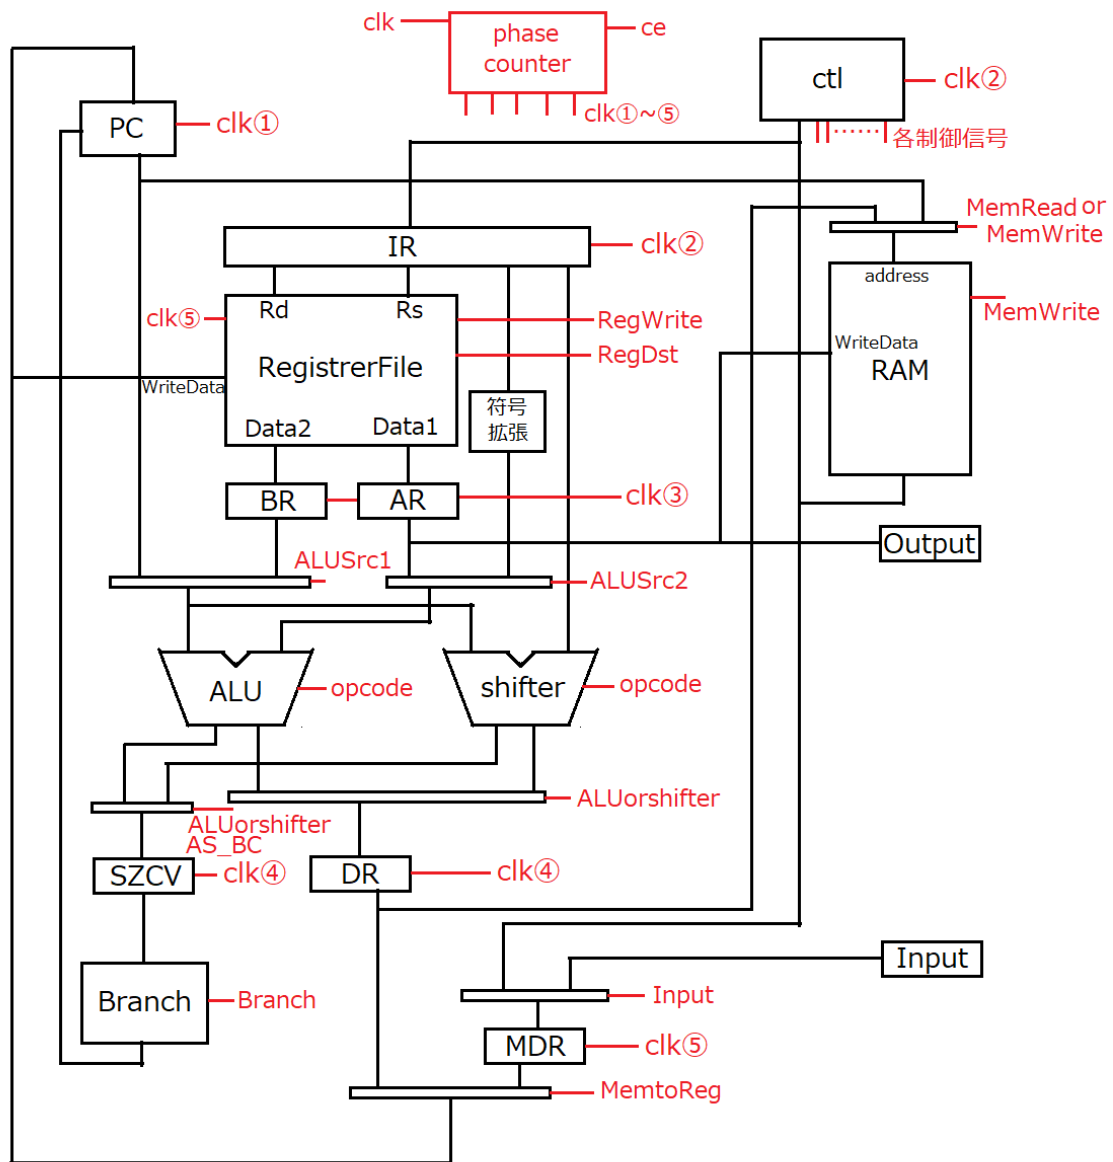 clk
phase
counter
ce
clk①~⑤
ctl
clk②
各制御信号
PC
clk①
MemRead or
MemWrite
IR
clk②
address
MemWrite
WriteData
RAM
clk⑤
Rd
Rs
RegWrite
RegDst
RegistrerFile
WriteData
Data2
Data1
符号
拡張
BR
AR
clk③
Output
ALUSrc1
ALUSrc2
ALU
opcode
shifter
opcode
ALUorshifter
ALUorshifter
AS_BC
SZCV
clk④
DR
clk④
Input
Branch
Branch
Input
MDR
clk⑤
MemtoReg